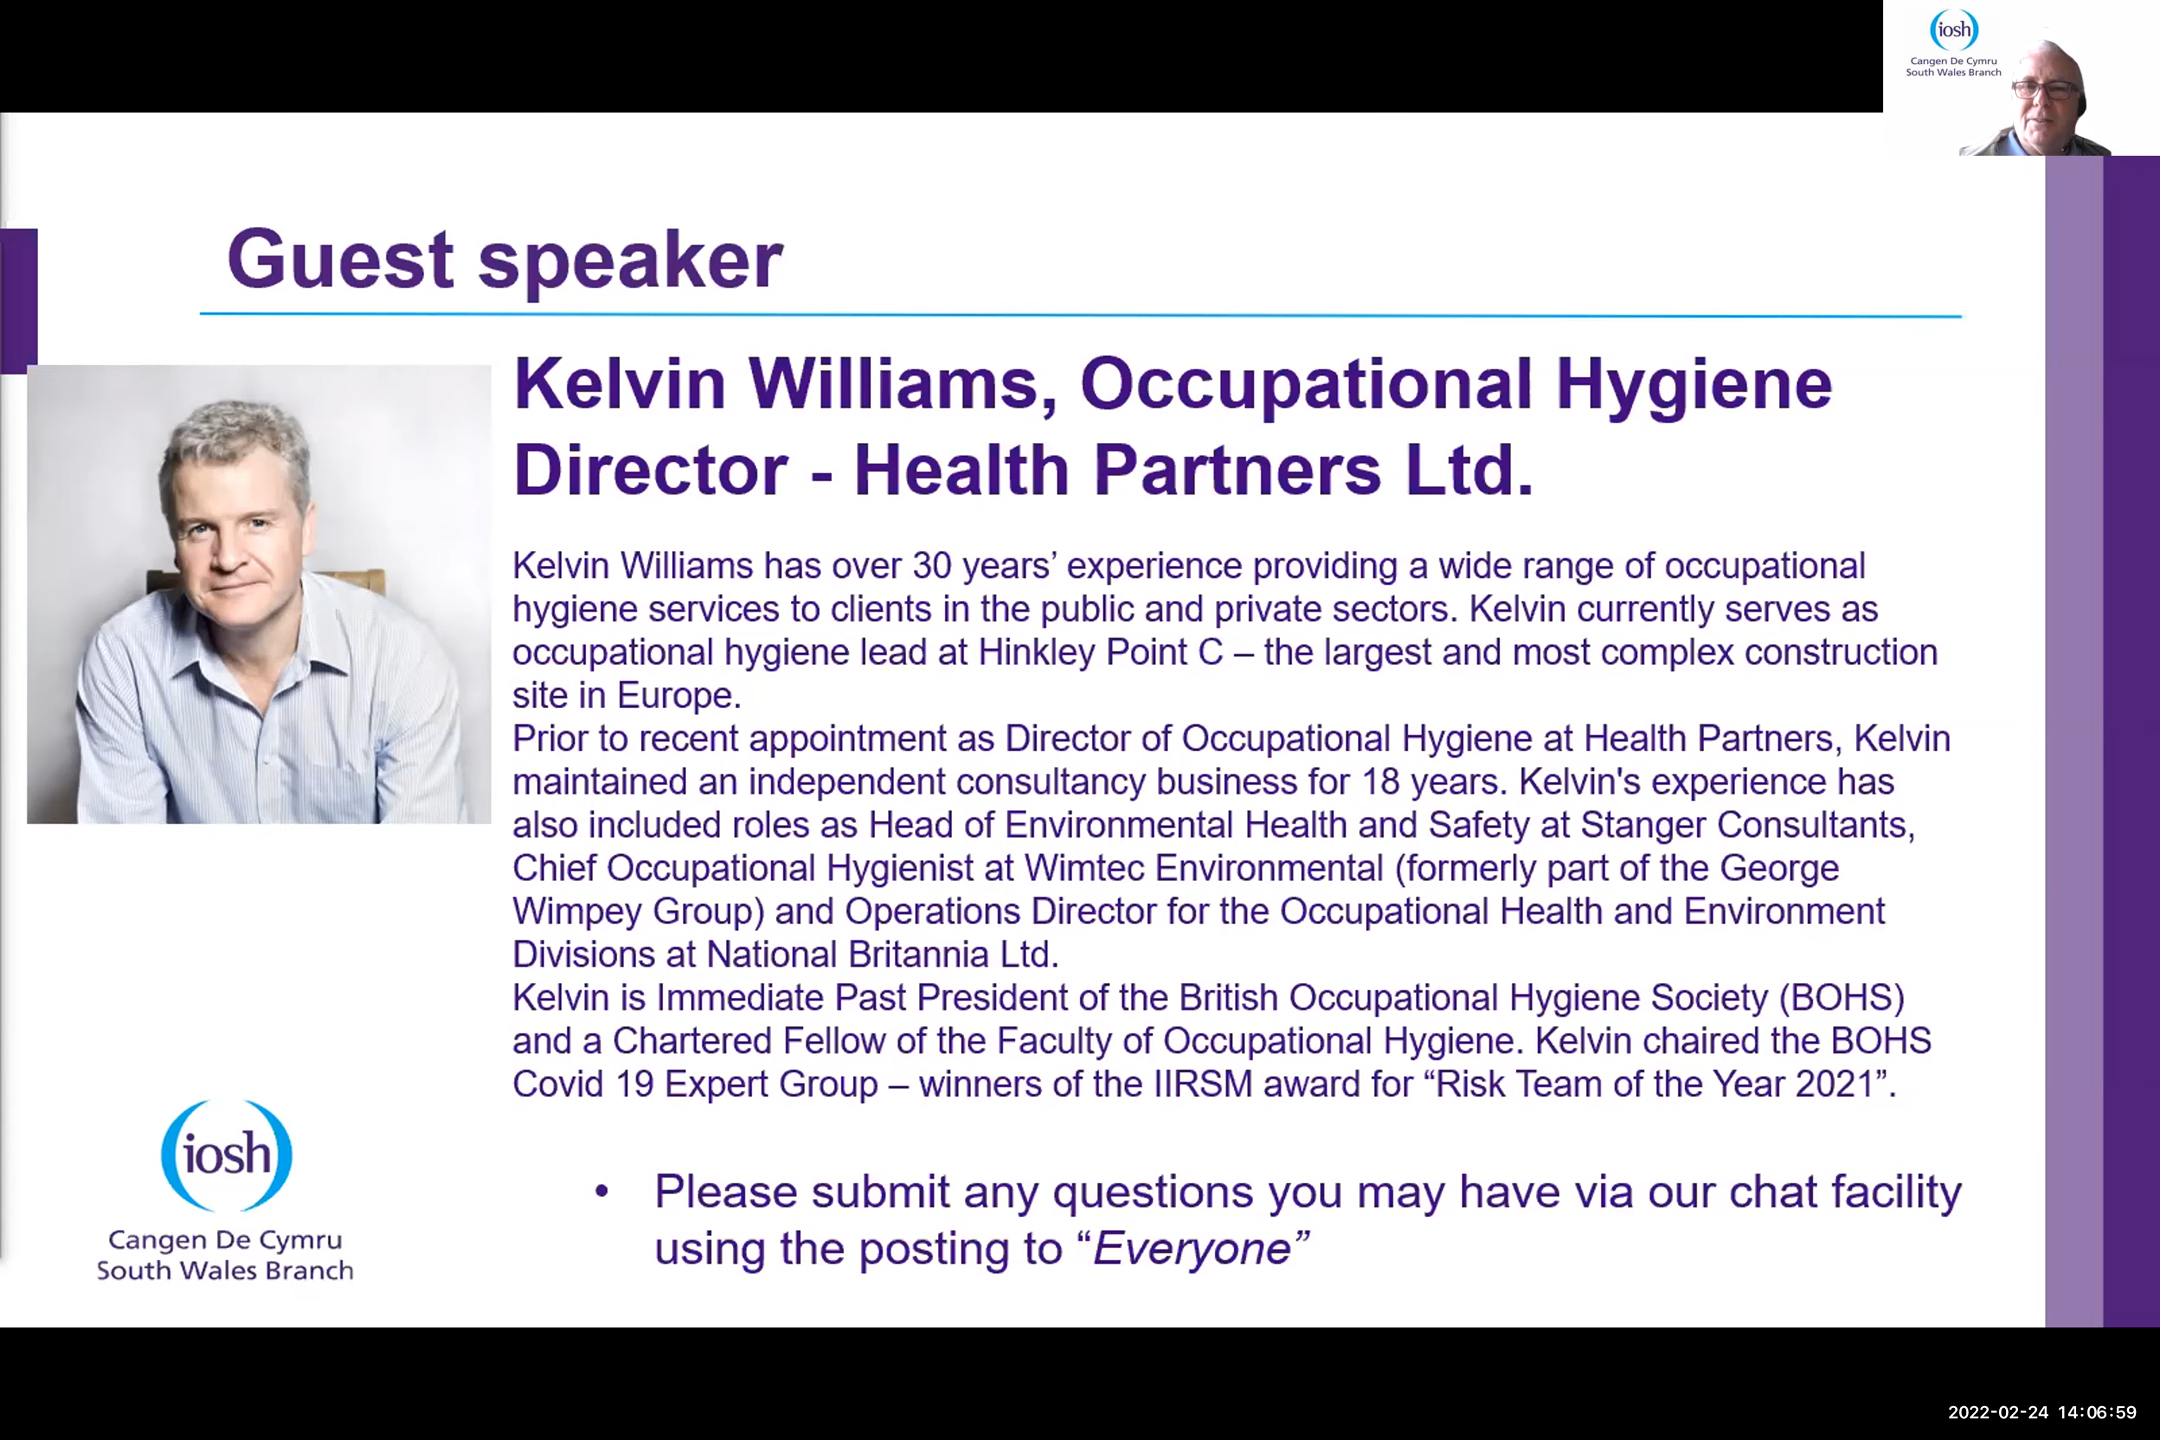 iosh
Cangen De Cymru
South Wales Branch
Guest speaker
Kelvin Williams, Occupational Hygiene
Director - Health Partners Ltd.
Kelvin Williams has over 30 years’ experience providing a wide range of occupational
hygiene services to clients in the public and private sectors. Kelvin currently serves as
occupational hygiene lead at Hinkley Point C – the largest and most complex construction
site in Europe.
Prior to recent appointment as Director of Occupational Hygiene at Health Partners, Kelvin
maintained an independent consultancy business for 18 years. Kelvin's experience has
also included roles as Head of Environmental Health and Safety at Stanger Consultants,
Chief Occupational Hygienist at Wimtec Environmental (formerly part of the George
Wimpey Group) and Operations Director for the Occupational Health and Environment
Divisions at National Britannia Ltd.
Kelvin is Immediate Past President of the British Occupational Hygiene Society (BOHS)
and a Chartered Fellow of the Faculty of Occupational Hygiene. Kelvin chaired the BOHS
Covid 19 Expert Group – winners of the IIRSM award for “Risk Team of the Year 2021”.
iosh
Cangen De Cymru
South Wales Branch
• Please submit any questions you may have via our chat facility
using the posting to “Everyone”
2022-02-24 14:06:59